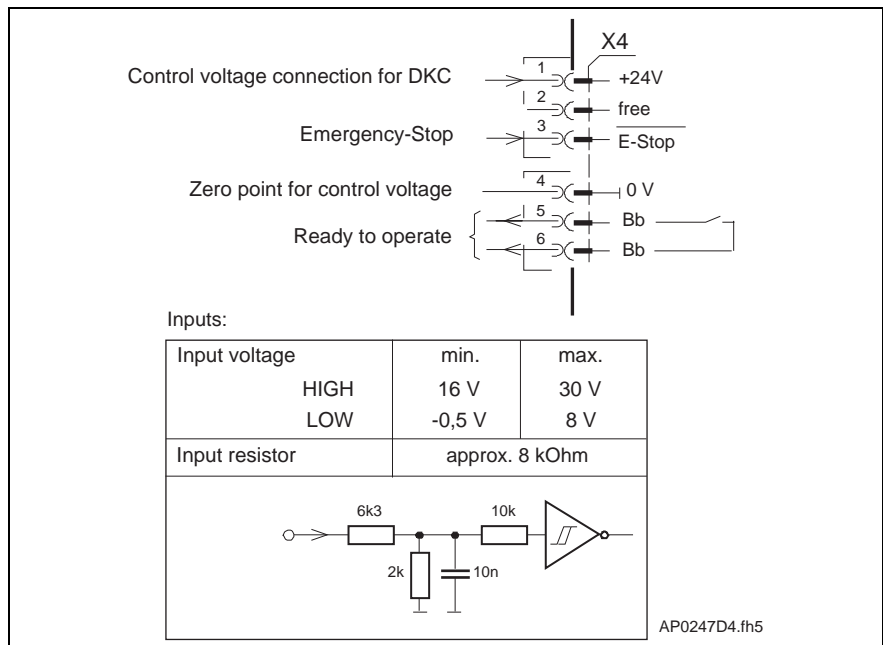 X4
Control voltage connection for DKC 1 +24V
2 free
Emergency-Stop 3 E-Stop
Zero point for control voltage 4 0 V
Ready to operate 5 Bb
6 Bb
Inputs:
Input voltage min. max.
HIGH 16 V 30 V
LOW -0,5 V 8 V
Input resistor approx. 8 kOhm
6k3 10k
2k 10n
AP0247D4.fh5